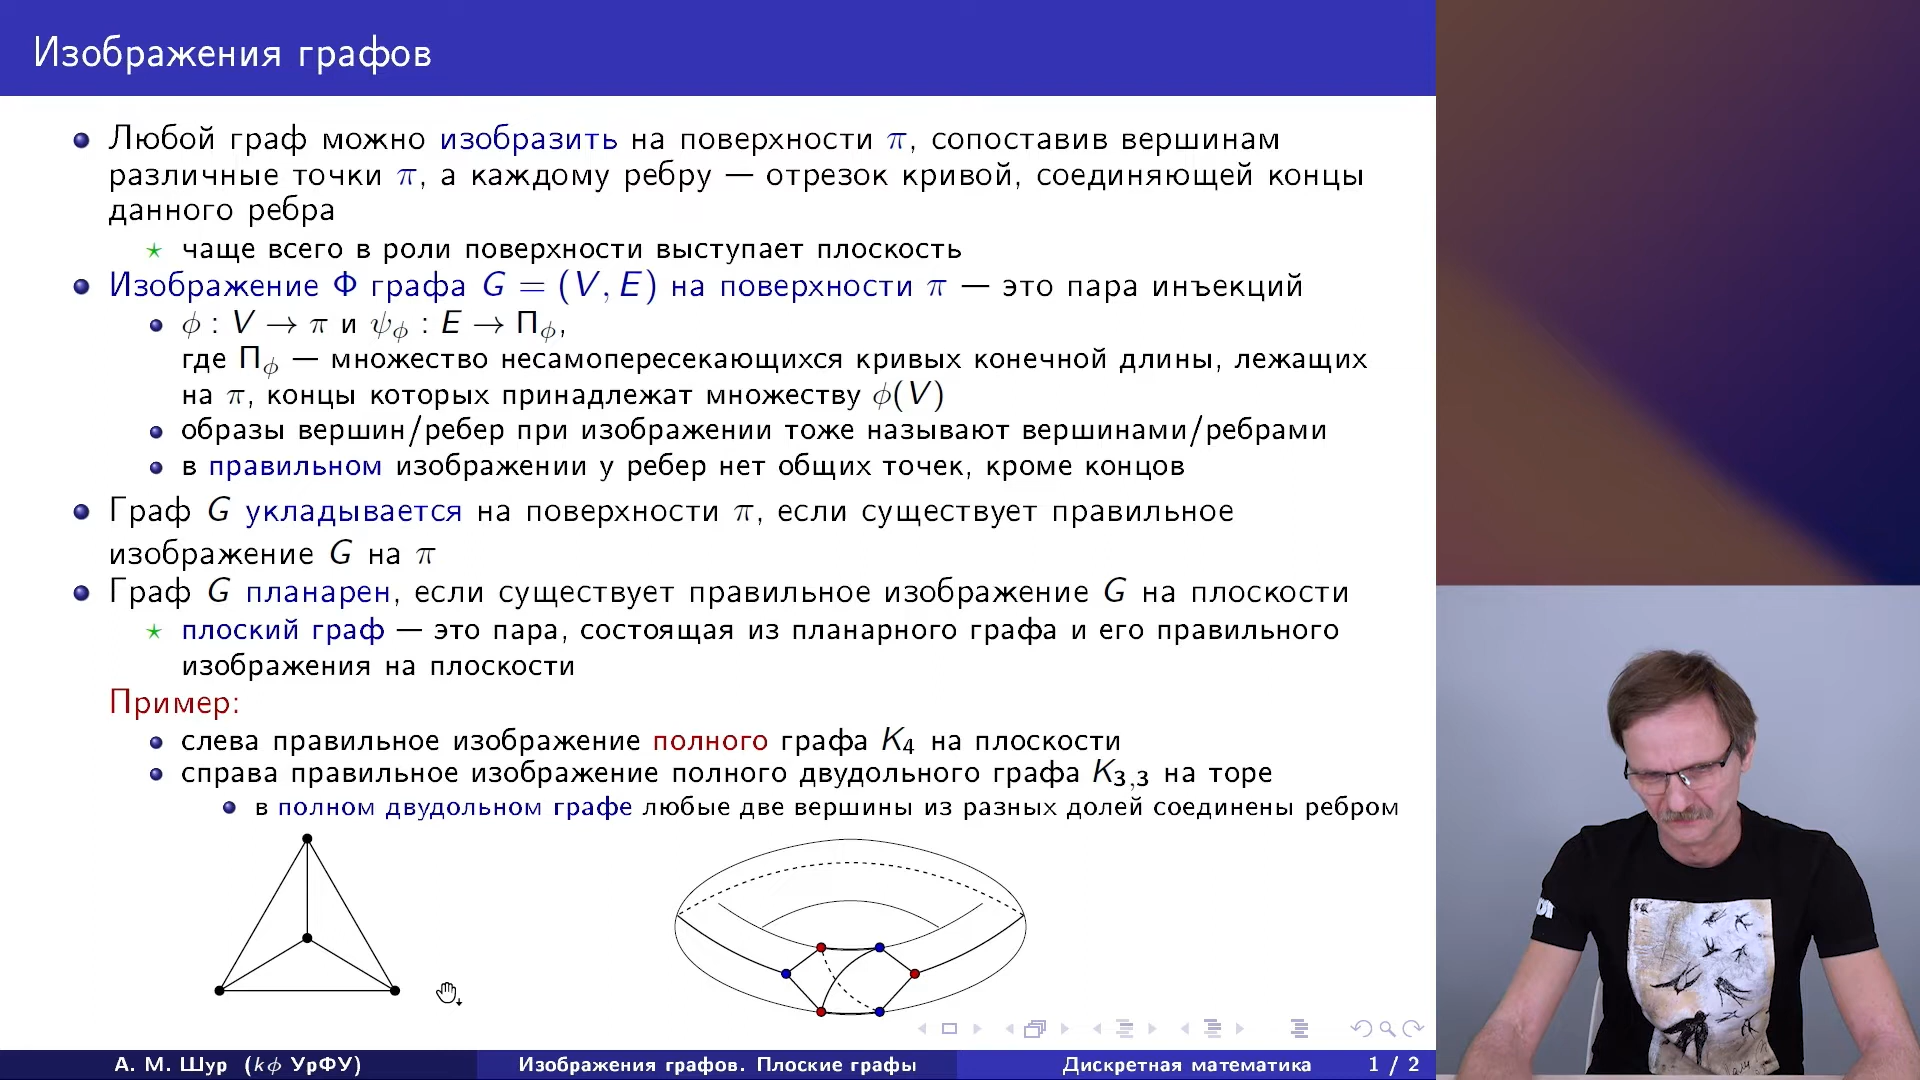 Изображения графов
Любой граф можно изобразить на поверхности π, сопоставив вершинам
различные точки π, а каждому ребру — отрезок кривой, соединяющей концы
данного ребра
чаще всего в роли поверхности выступает плоскость
Изображение Φ графа G = (V, E) на поверхности π — это пара инъекций
ϕ : V → π и ψ_ϕ : E → Π_ϕ,
где Π_ϕ — множество несамопересекающихся кривых конечной длины, лежащих
на π, концы которых принадлежат множеству ϕ(V)
образы вершин/ребер при изображении тоже называют вершинами/ребрами
в правильном изображении у ребер нет общих точек, кроме концов
Граф G укладывается на поверхности π, если существует правильное
изображение G на π
Граф G планарен, если существует правильное изображение G на плоскости
плоский граф — это пара, состоящая из планарного графа и его правильного
изображения на плоскости
Пример:
слева правильное изображение полного графа K₄ на плоскости
справа правильное изображение полного двудольного графа K₃,₃ на торе
в полном двудольном графе любые две вершины из разных долей соединены ребром
А. М. Шур (kϕ УрФУ) Изображения графов. Плоские графы Дискретная математика 1 / 2